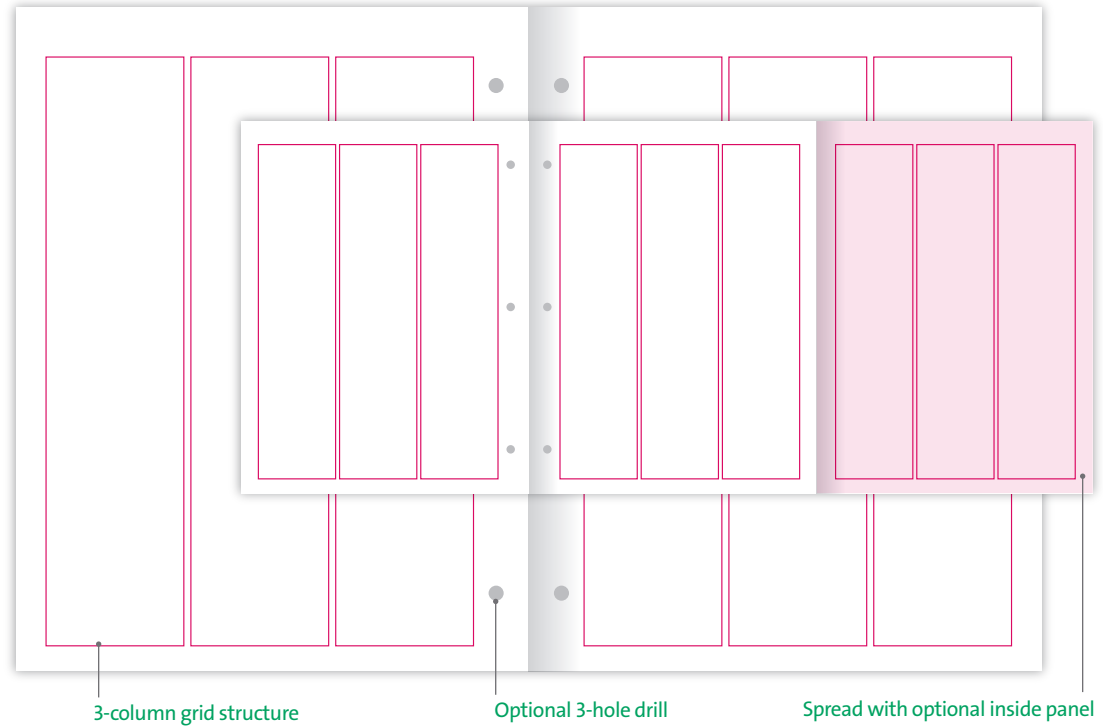 3-column grid structure
Optional 3-hole drill
Spread with optional inside panel